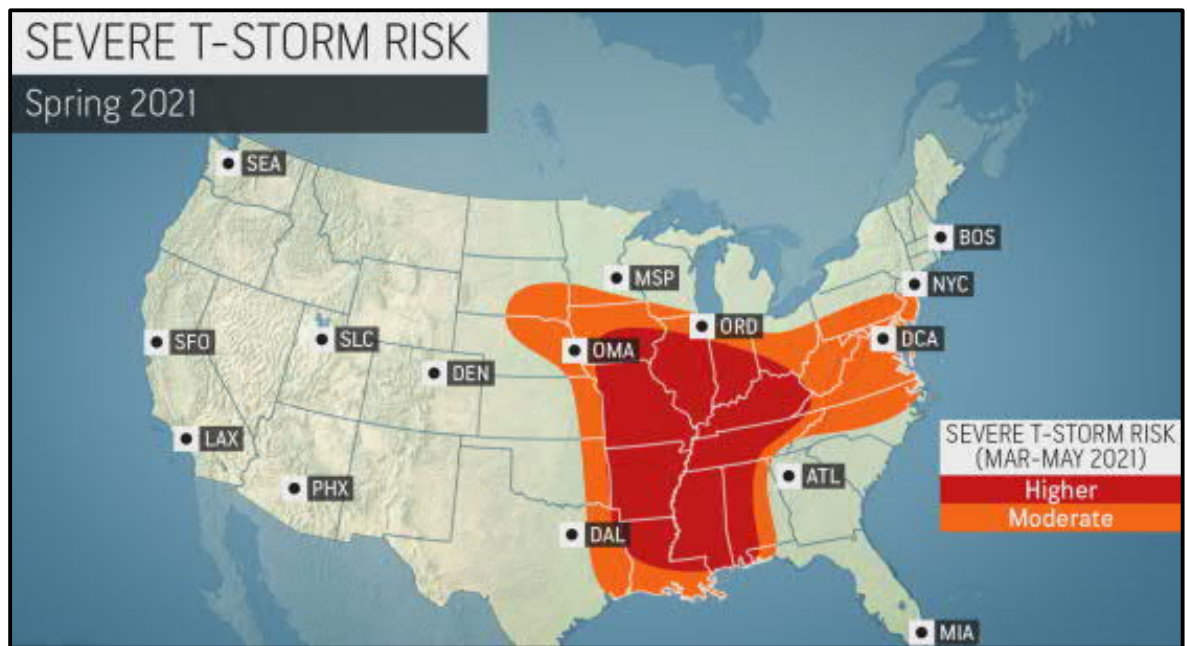 SEVERE T-STORM RISK
Spring 2021
SEA
BOS
MSP
NYC
ORD
SFO
SLC
OMA
DCA
DEN
LAX
SEVERE T-STORM RISK
(MAR-MAY 2021)
Higher
Moderate
PHX
ATL
DAL
MIA